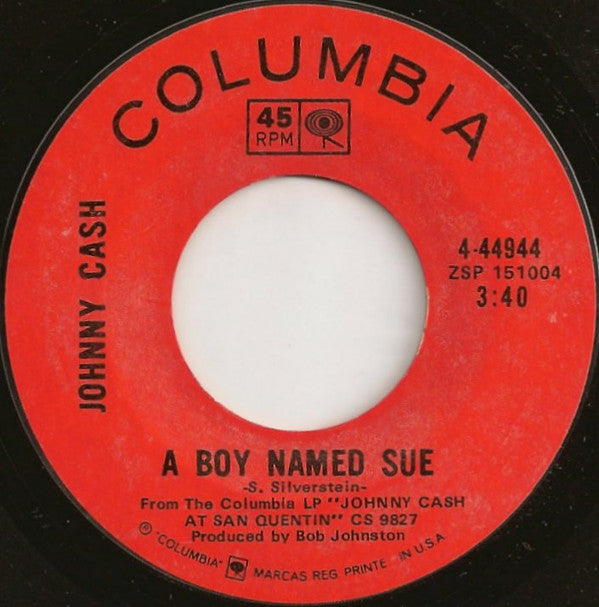 COLUMBIA
45
RPM
JOHNNY CASH
4-44944
ZSP 151004
3:40
A BOY NAMED SUE
-S. Silverstein-
From The Columbia LP "JOHNNY CASH
AT SAN QUENTIN" CS 9827
Produced by Bob Johnston
® "COLUMBIA" MARCAS REG. PRINTE IN U.S.A